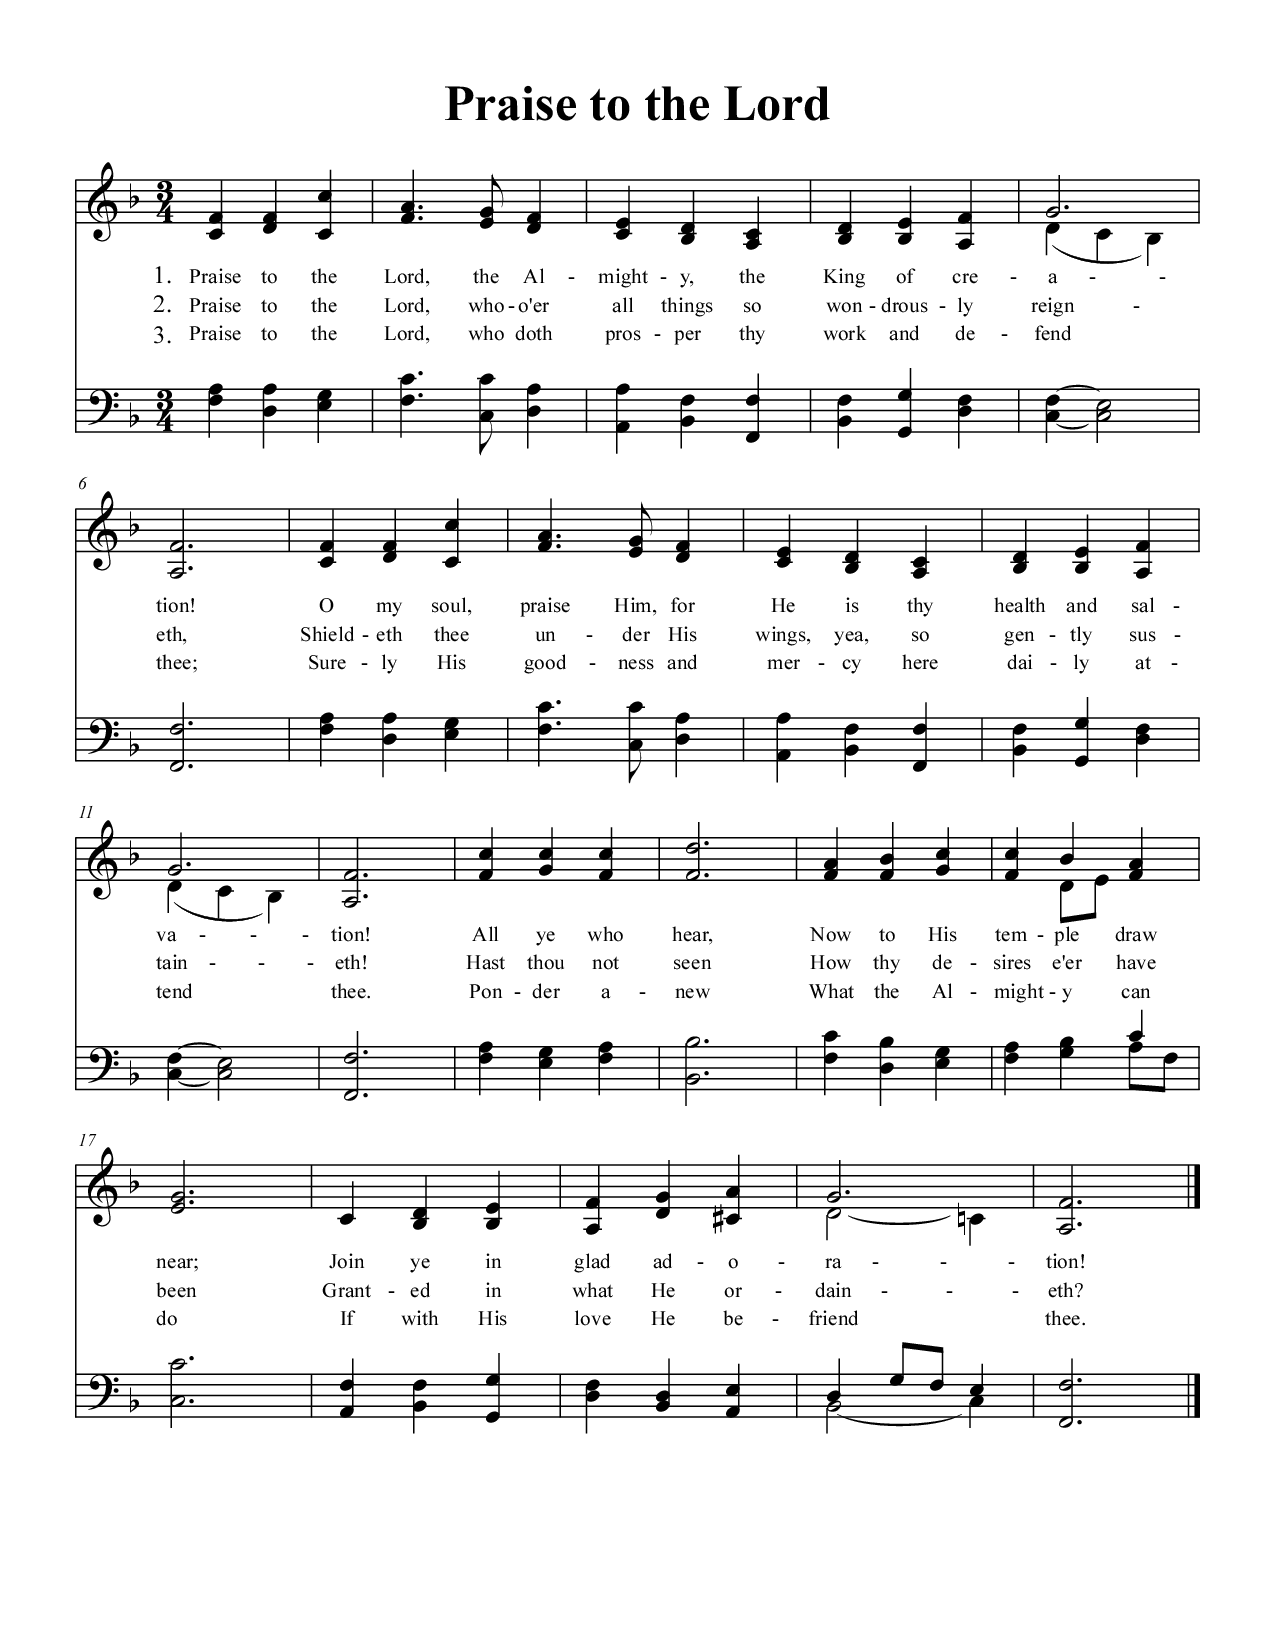 Praise to the Lord
3 4
1. Praise to the Lord, the Al - might - y, the King of cre - a - -
2. Praise to the Lord, who - o'er all things so won - drous - ly reign -
3. Praise to the Lord, who doth pros - per thy work and de - fend
3 4
6
tion! O my soul, praise Him, for He is thy health and sal -
eth, Shield - eth thee un - der His wings, yea, so gen - tly sus -
thee; Sure - ly His good - ness and mer - cy here dai - ly at -
11
va - - - tion! All ye who hear, Now to His tem - ple draw
tain - - - eth! Hast thou not seen How thy de - sires e'er have
tend thee. Pon - der a - new What the Al - might - y can
17
near; Join ye in glad ad - o - ra - - - tion!
been Grant - ed in what He or - dain - - - eth?
do If with His love He be - friend thee.